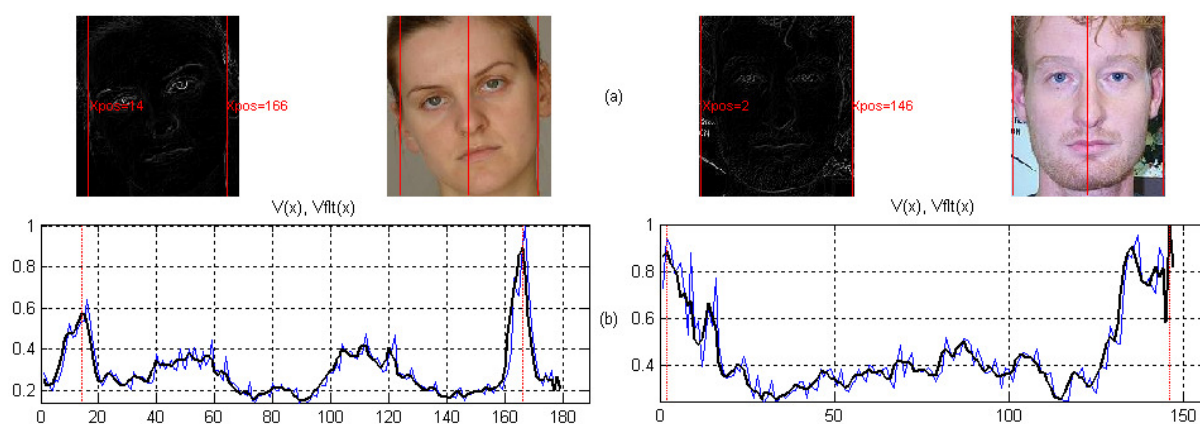 Xpos=14
Xpos=166
(a)
Xpos=2
Xpos=146
V(x), Vflt(x)
V(x), Vflt(x)
1
0.8
0.6
0.4
0.2
0 20 40 60 80 100 120 140 160 180
(b)
1
0.8
0.6
0.4
0 50 100 150